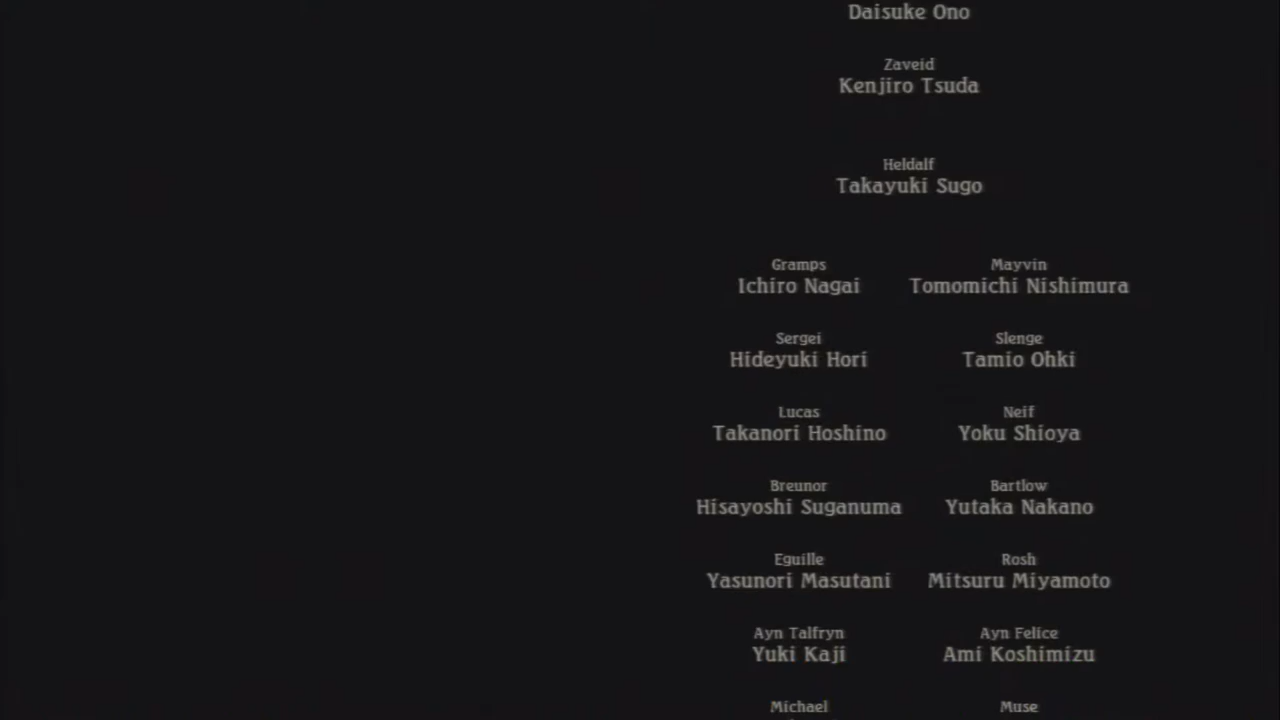 Daisuke Ono
Zaveid
Kenjiro Tsuda
Heldalf
Takayuki Sugo
Gramps
Ichiro Nagai
Mayvin
Tomomichi Nishimura
Sergei
Hideyuki Hori
Slenge
Tamio Ohki
Lucas
Takanori Hoshino
Neif
Yoku Shioya
Breunor
Hisayoshi Suganuma
Bartlow
Yutaka Nakano
Eguille
Yasunori Masutani
Rosh
Mitsuru Miyamoto
Ayn Talfryn
Yuki Kaji
Ayn Felice
Ami Koshimizu
Michael
Muse